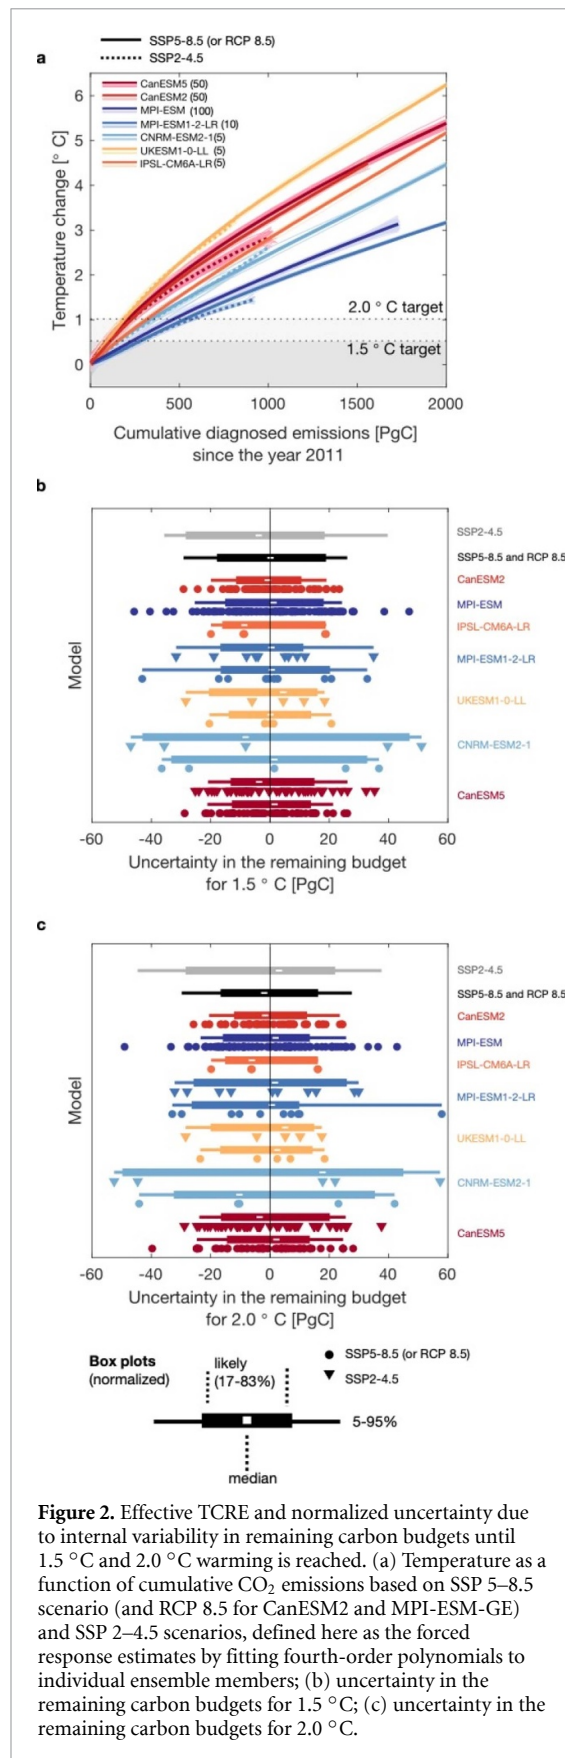 SSP5-8.5 (or RCP 8.5)
SSP2-4.5
a
CanESM5 (50)
CanESM2 (50)
MPI-ESM (100)
MPI-ESM1-2-LR (10)
CNRM-ESM2-1(5)
UKESM1-0-LL (5)
IPSL-CM6A-LR(5)
6
5
4
3
2
1
0
Temperature change [° C]
2.0 ° C target
1.5 ° C target
0 500 1000 1500 2000
Cumulative diagnosed emissions [PgC]
since the year 2011
b
SSP2-4.5
SSP5-8.5 and RCP 8.5
CanESM2
MPI-ESM
IPSL-CM6A-LR
MPI-ESM1-2-LR
UKESM1-0-LL
CNRM-ESM2-1
CanESM5
Model
-60 -40 -20 0 20 40 60
Uncertainty in the remaining budget
for 1.5 ° C [PgC]
c
SSP2-4.5
SSP5-8.5 and RCP 8.5
CanESM2
MPI-ESM
IPSL-CM6A-LR
MPI-ESM1-2-LR
UKESM1-0-LL
CNRM-ESM2-1
CanESM5
Model
-60 -40 -20 0 20 40 60
Uncertainty in the remaining budget
for 2.0 ° C [PgC]
Box plots
(normalized)
likely
(17-83%)
SSP5-8.5 (or RCP 8.5)
SSP2-4.5
5-95%
median
Figure 2. Effective TCRE and normalized uncertainty due
to internal variability in remaining carbon budgets until
1.5 °C and 2.0 °C warming is reached. (a) Temperature as a
function of cumulative CO₂ emissions based on SSP 5–8.5
scenario (and RCP 8.5 for CanESM2 and MPI-ESM-GE)
and SSP 2–4.5 scenarios, defined here as the forced
response estimates by fitting fourth-order polynomials to
individual ensemble members; (b) uncertainty in the
remaining carbon budgets for 1.5 °C; (c) uncertainty in the
remaining carbon budgets for 2.0 °C.